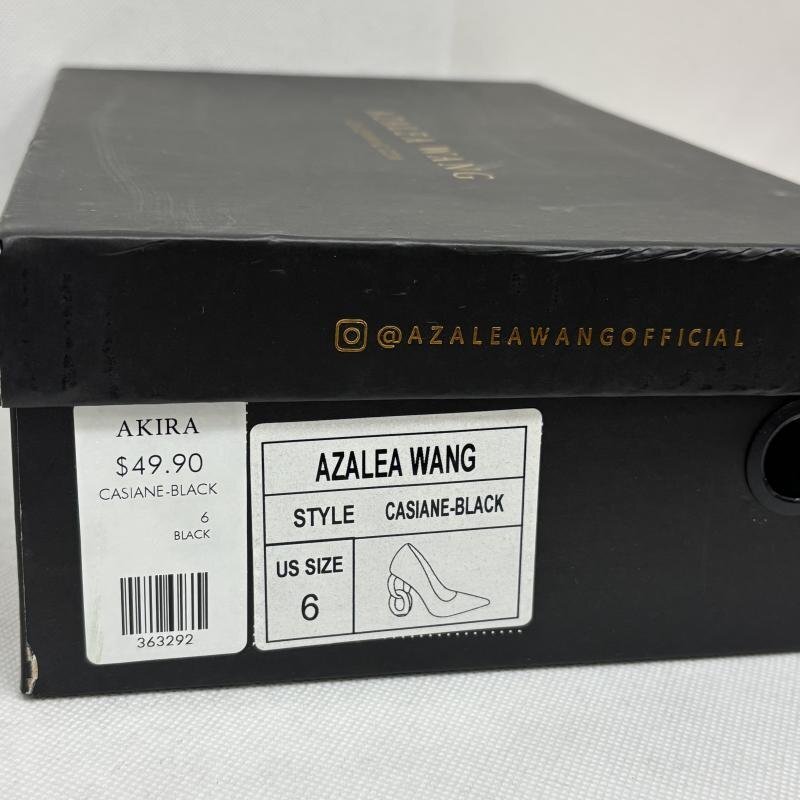 AZALEA WANG
@AZALEAWANGOFFICIAL
AKIRA
$49.90
CASIANE-BLACK
6
BLACK
363292
AZALEA WANG
STYLE CASIANE-BLACK
US SIZE
6